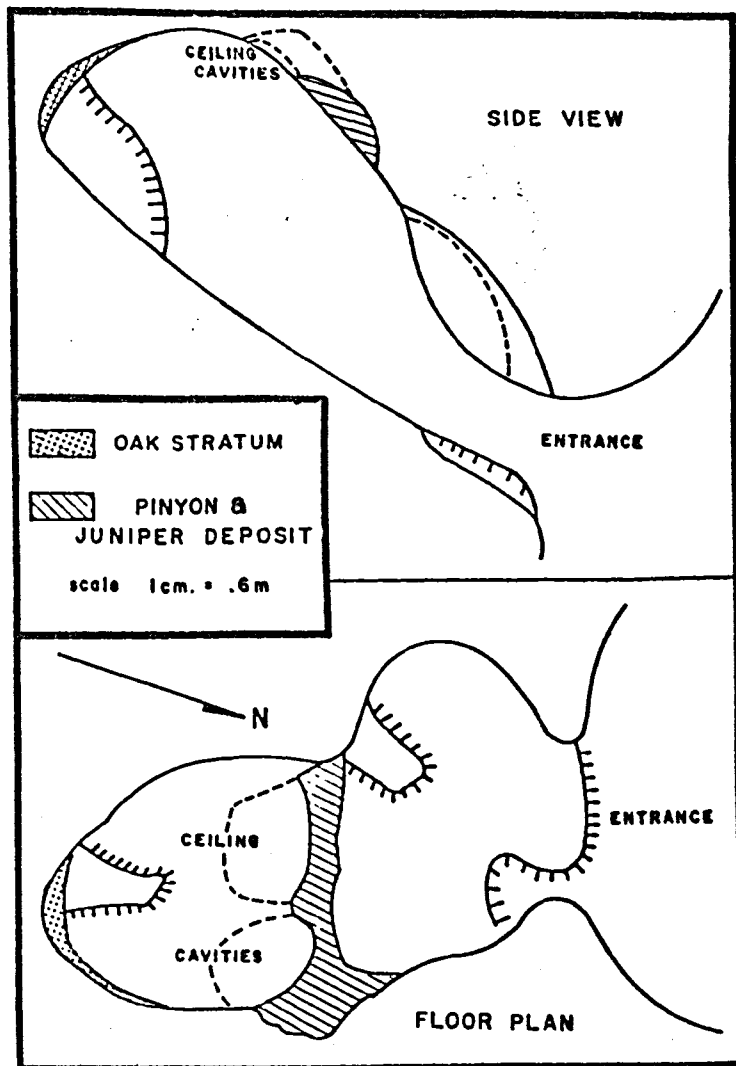 CEILING
CAVITIES
SIDE VIEW
ENTRANCE
OAK STRATUM
PINYON &
JUNIPER DEPOSIT
scale 1cm. = .6m
N
CEILING
ENTRANCE
CAVITIES
FLOOR PLAN